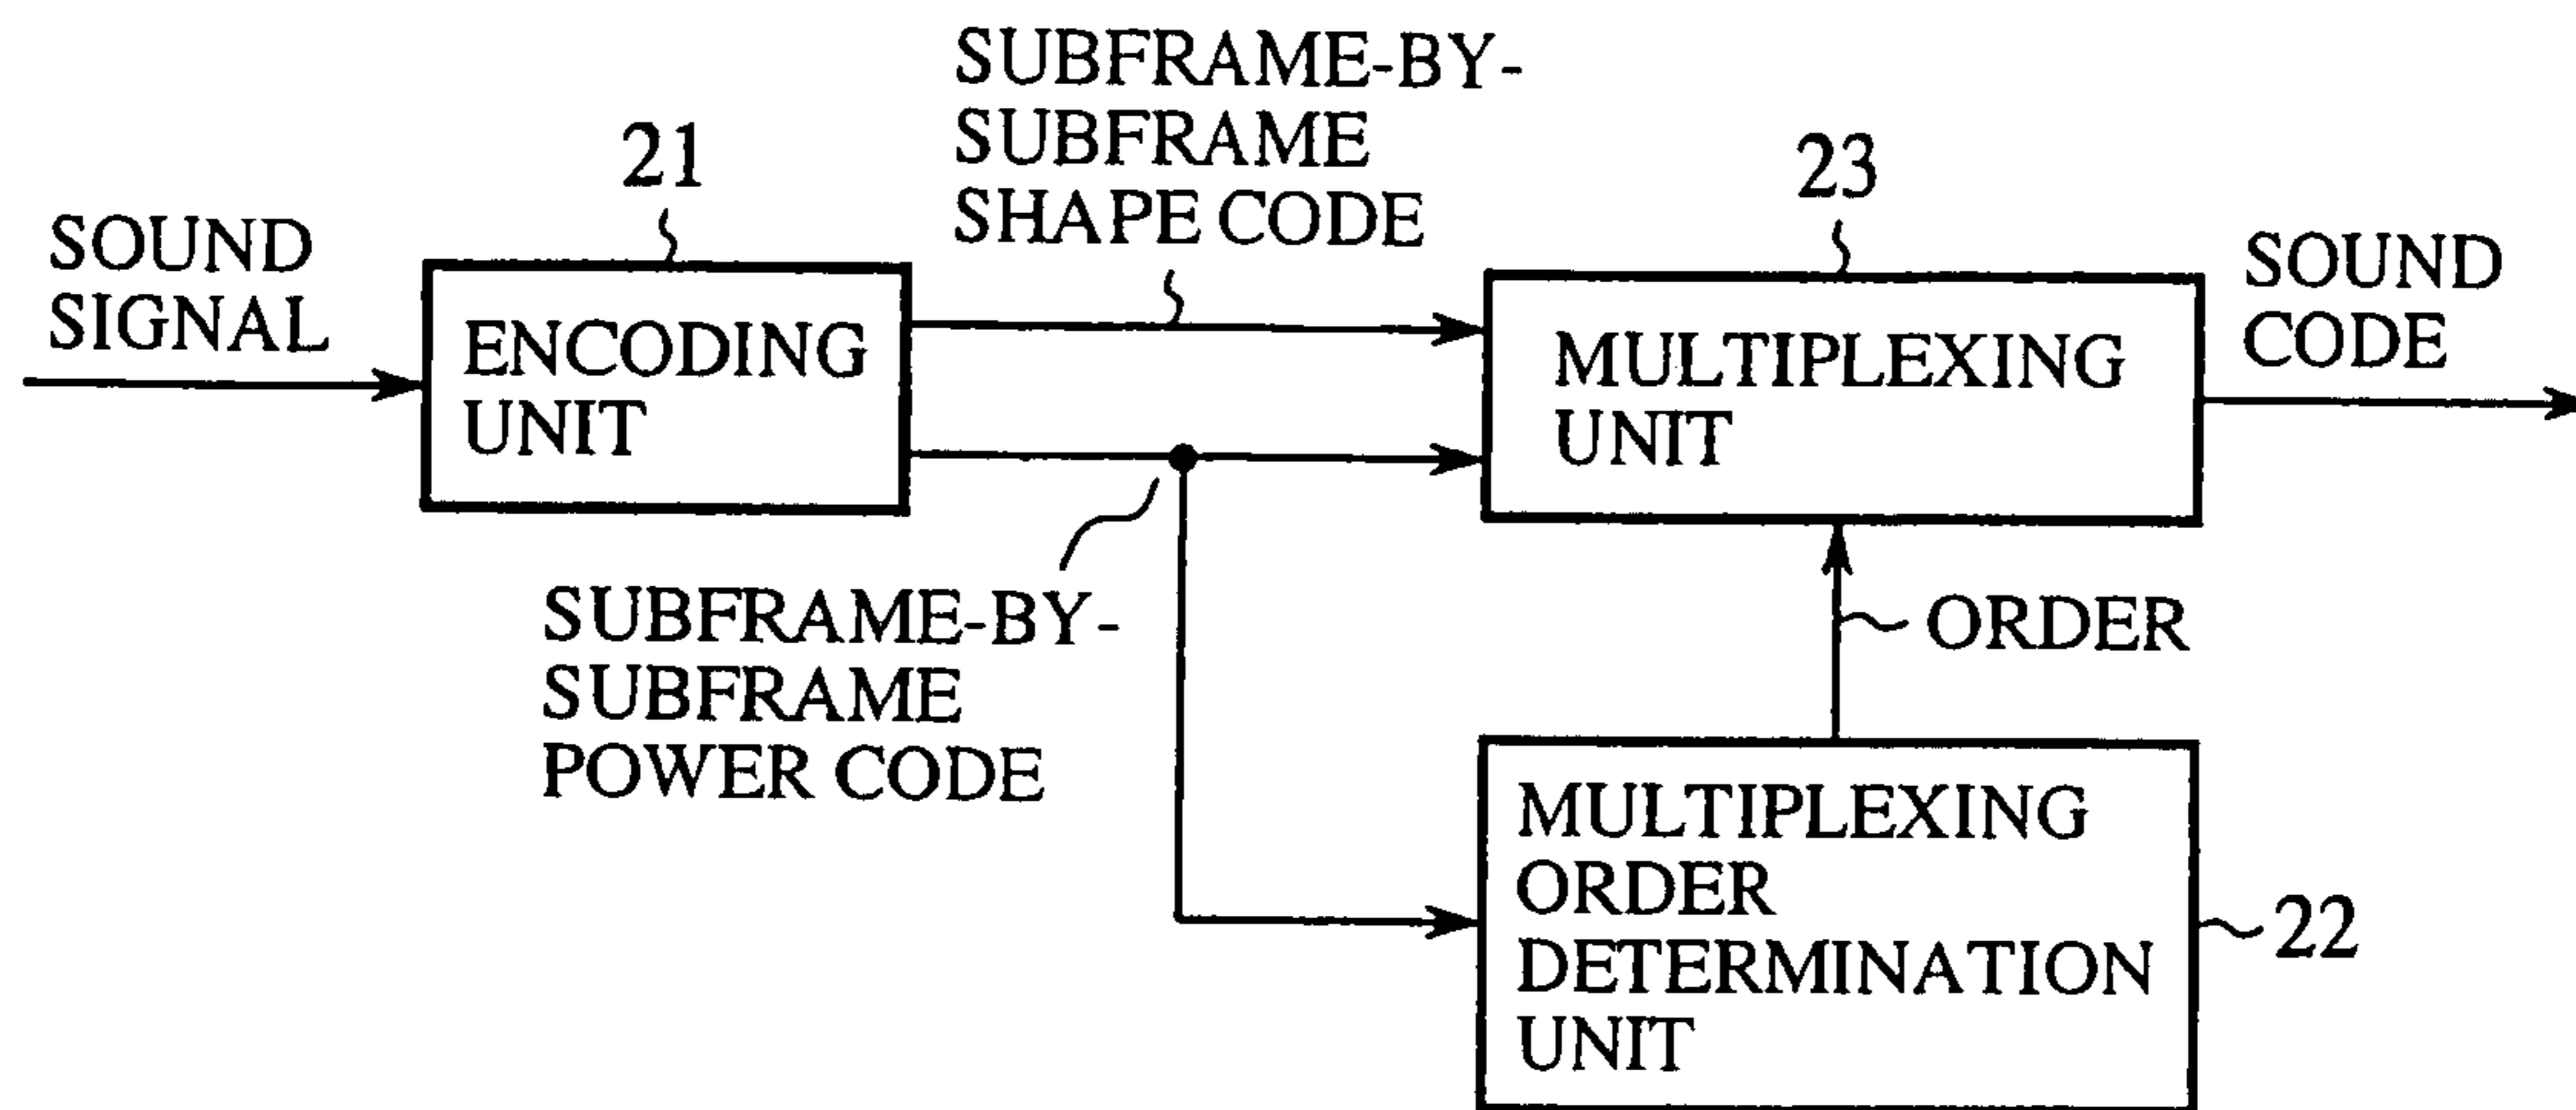 SOUND
SIGNAL
21
ENCODING
UNIT
SUBFRAME-BY-
SUBFRAME
SHAPE CODE
SUBFRAME-BY-
SUBFRAME
POWER CODE
23
MULTIPLEXING
UNIT
SOUND
CODE
ORDER
MULTIPLEXING
ORDER
DETERMINATION
UNIT
22